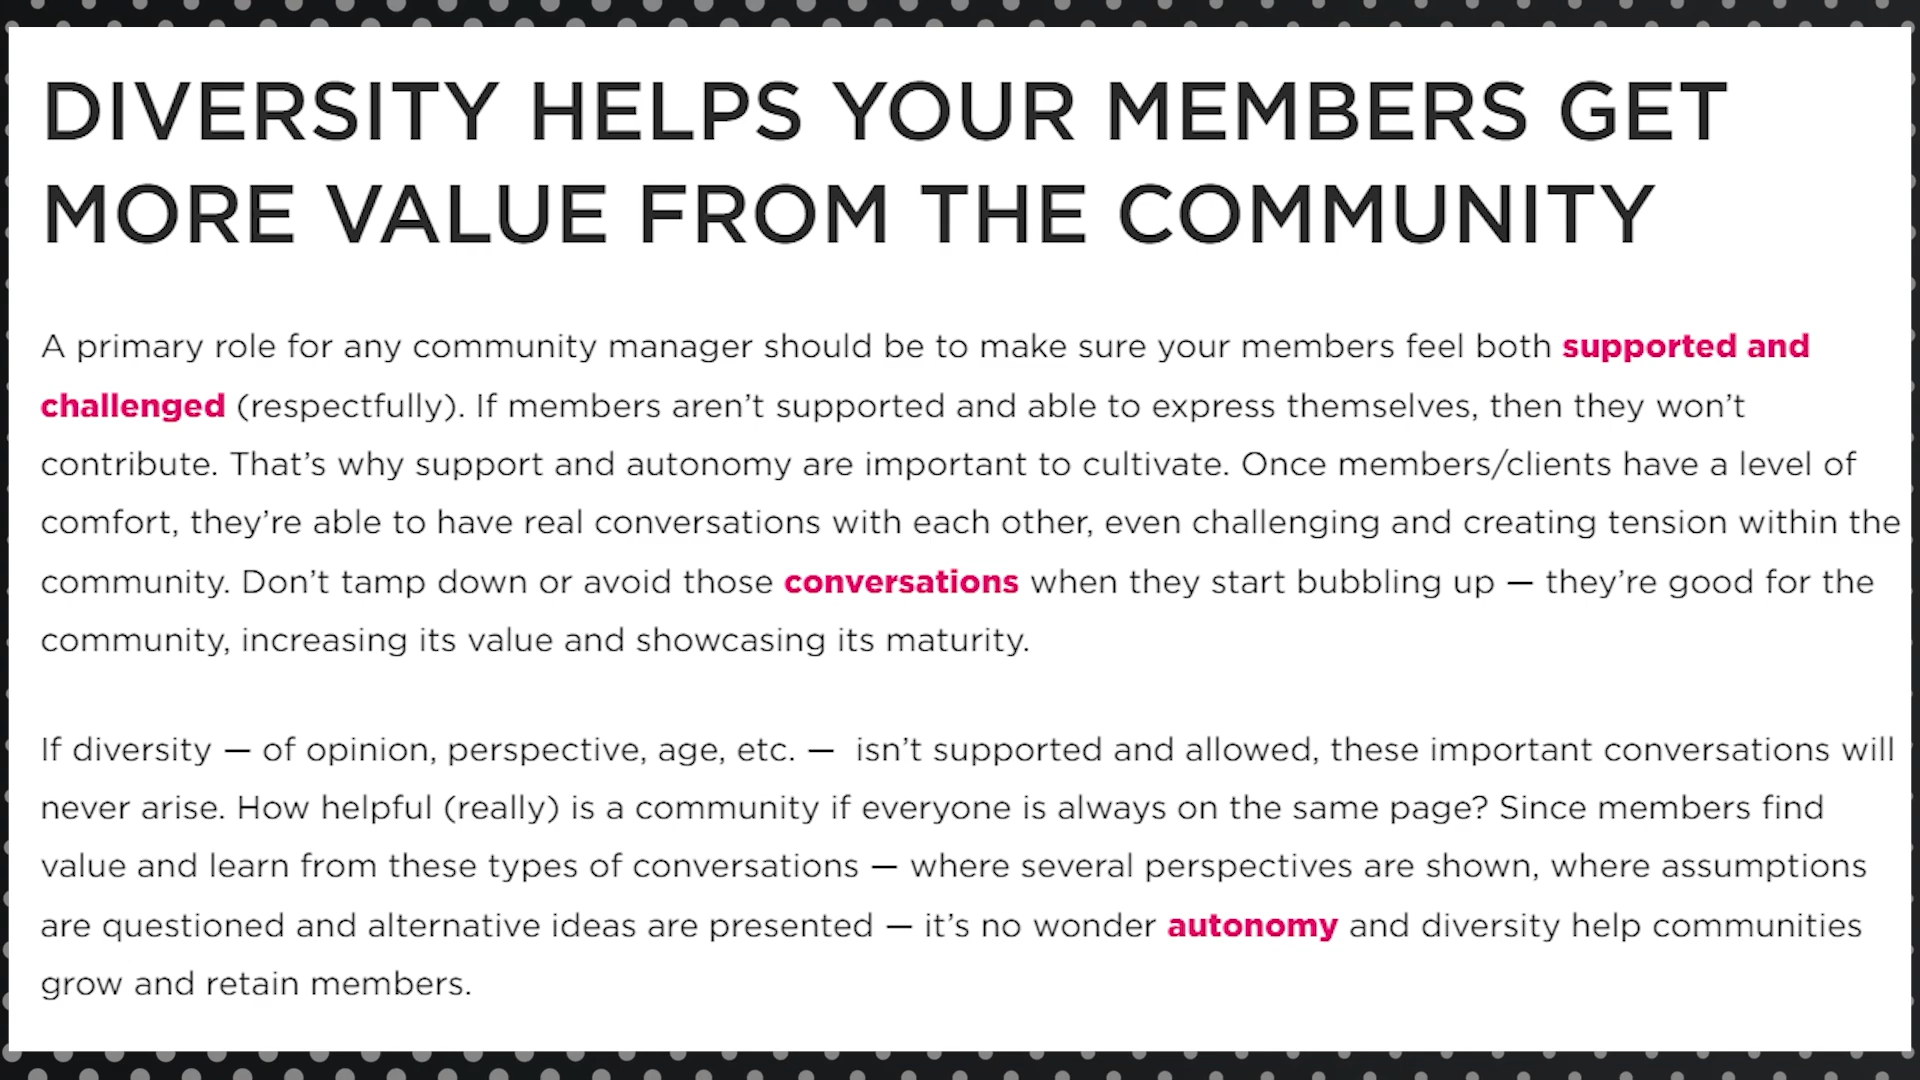 DIVERSITY HELPS YOUR MEMBERS GET
MORE VALUE FROM THE COMMUNITY
A primary role for any community manager should be to make sure your members feel both supported and
challenged (respectfully). If members aren’t supported and able to express themselves, then they won’t
contribute. That’s why support and autonomy are important to cultivate. Once members/clients have a level of
comfort, they’re able to have real conversations with each other, even challenging and creating tension within the
community. Don’t tamp down or avoid those conversations when they start bubbling up — they’re good for the
community, increasing its value and showcasing its maturity.
If diversity — of opinion, perspective, age, etc. —  isn’t supported and allowed, these important conversations will
never arise. How helpful (really) is a community if everyone is always on the same page? Since members find
value and learn from these types of conversations — where several perspectives are shown, where assumptions
are questioned and alternative ideas are presented — it’s no wonder autonomy and diversity help communities
grow and retain members.